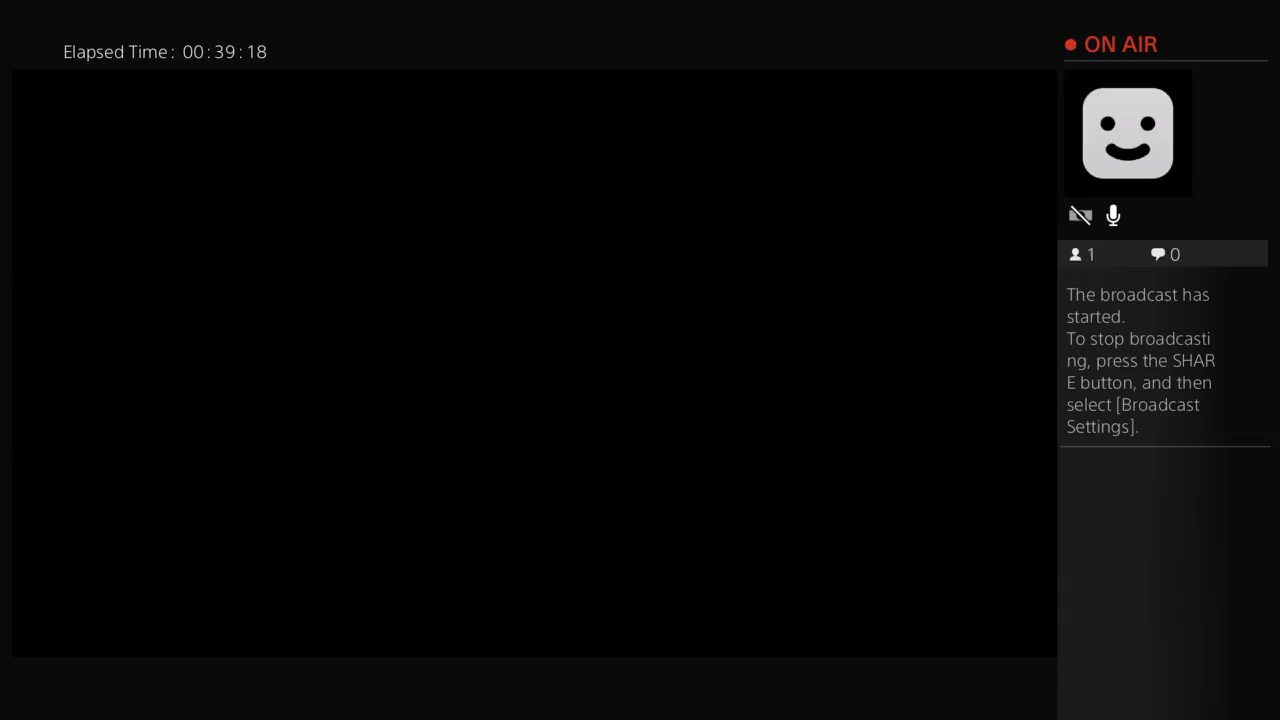 Elapsed Time: 00:39:18
ON AIR
1 0
The broadcast has
started.
To stop broadcasti
ng, press the SHAR
E button, and then
select [Broadcast
Settings].